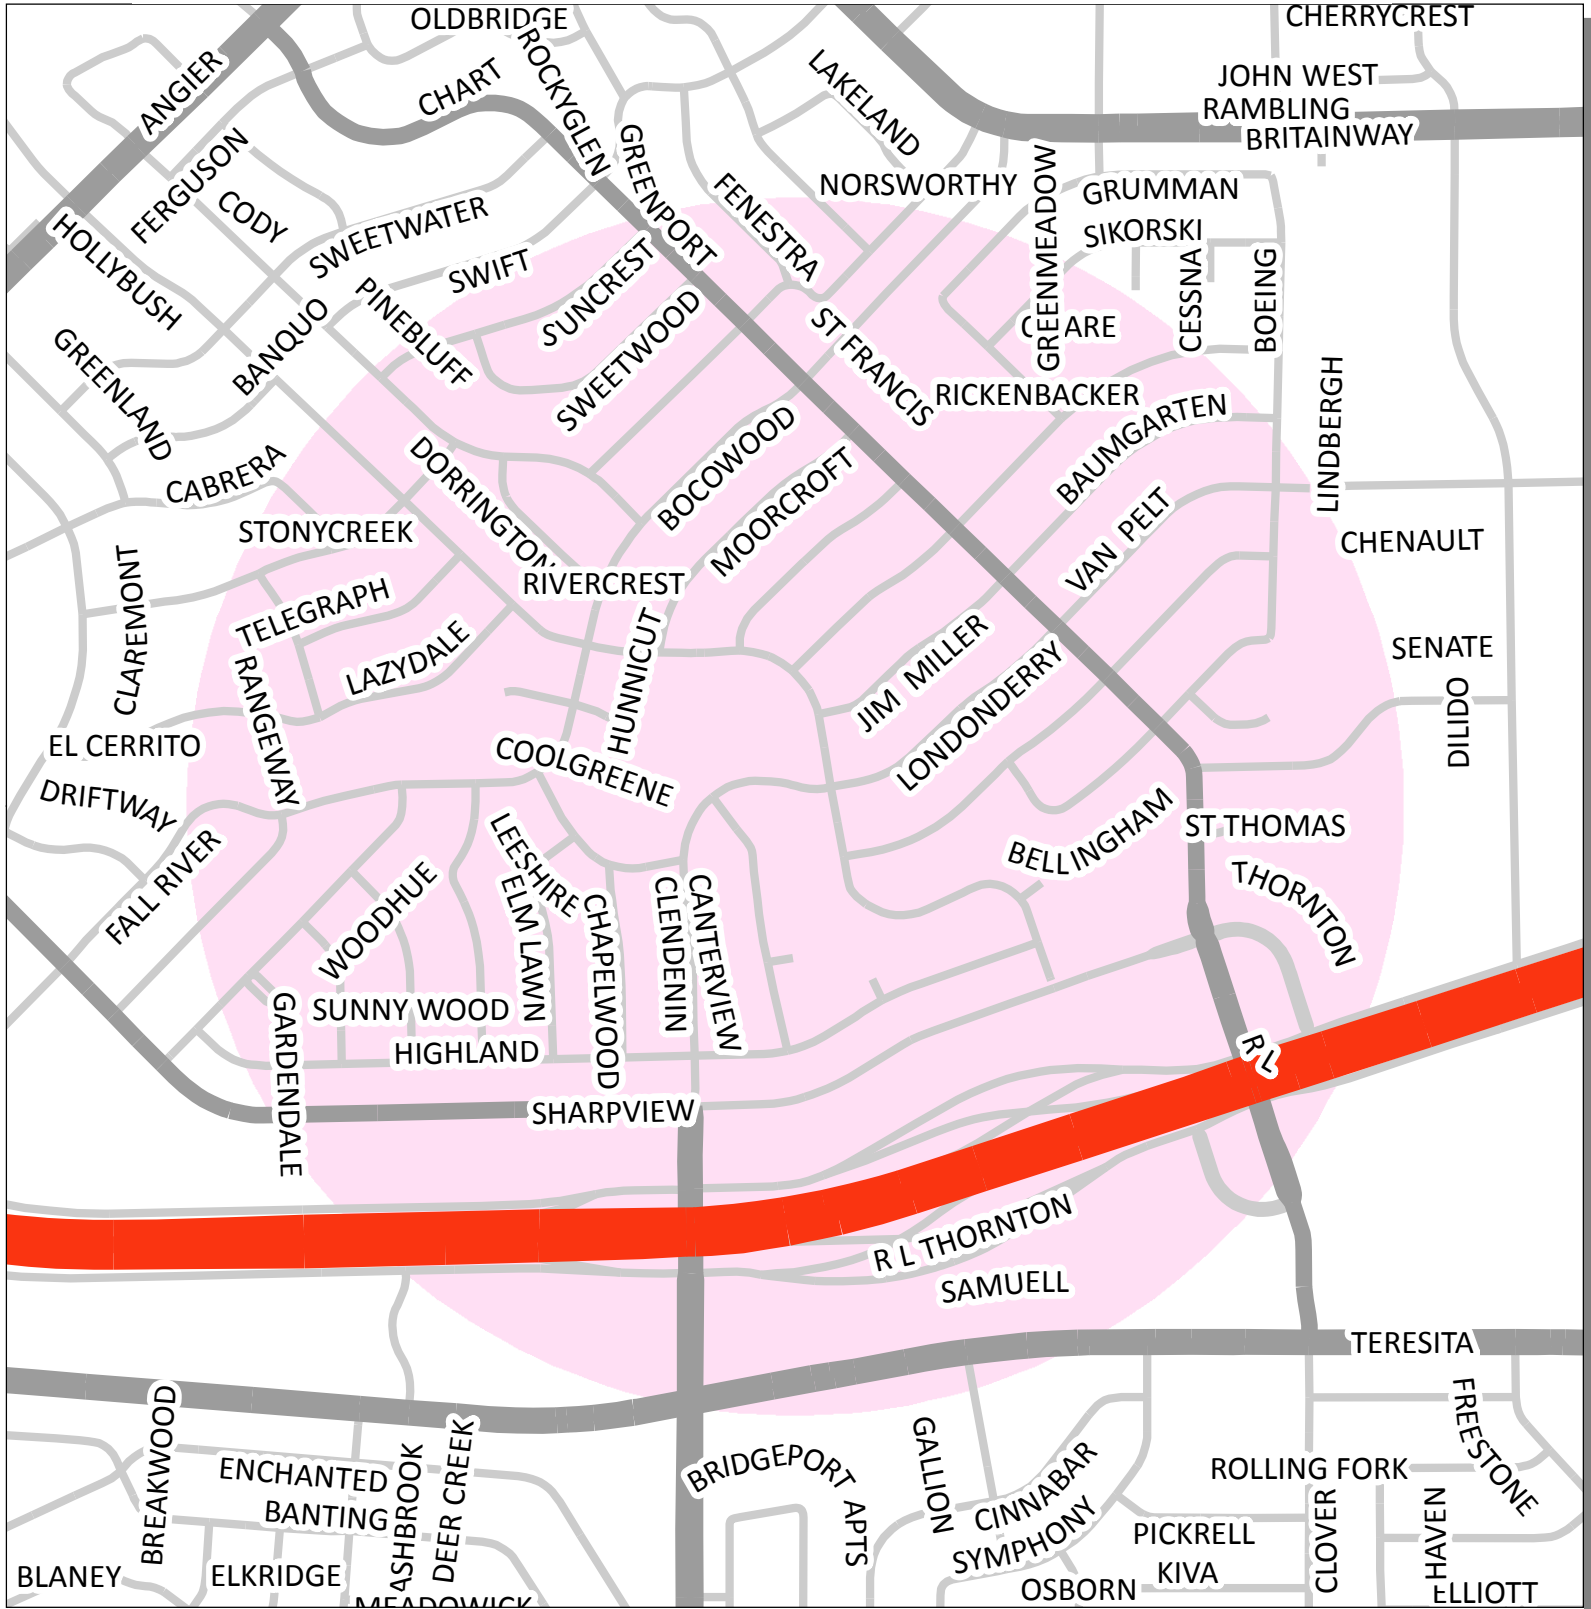 OLDBRIDGE
CHERRYCREST
ROCKYGLEN
ANGIER
CHART
LAKELAND
JOHN WEST
RAMBLING
BRITAINWAY
FERGUSON
CODY
GREENPORT
FENESTRA
NORSWORTHY
GREENMEADOW
GRUMMAN
SIKORSKI
HOLLYBUSH
SWEETWATER
SWIFT
SUNCREST
CESSNA
BOEING
PINEBLUFF
BANQUO
SWEETWOOD
ST FRANCIS
GREENLAND
RICKENBACKER
LINDBERGH
BAUMGARTEN
CABRERA
DORRINGTON
BOCOWOOD
MOORCROFT
STONYCREEK
VAN PELT
CHENAULT
CLAREMONT
RIVERCREST
TELEGRAPH
LAZYDALE
HUNNICUT
JIM MILLER
LONDONDERRY
SENATE
DILIDO
RANGEWAY
EL CERRITO
COOLGREENE
DRIFTWAY
BELLINGHAM
ST THOMAS
FALL RIVER
LEESHIRE
WOODHUE
ELM LAWN
CHAPELWOOD
CLENDENIN
CANTERVIEW
THORNTON
GARDENDALE
SUNNY WOOD
HIGHLAND
R L
SHARPVIEW
R L THORNTON
SAMUELL
TERESITA
BREAKWOOD
ENCHANTED
BANTING
ASHBROOK
DEER CREEK
BRIDGEPORT
APTS
GALLION
CINNABAR
SYMPHONY
ROLLING FORK
FREESTONE
PICKRELL
KIVA
CLOVER
HAVEN
BLANEY
ELKRIDGE
MEADOWICK
OSBORN
ELLIOTT